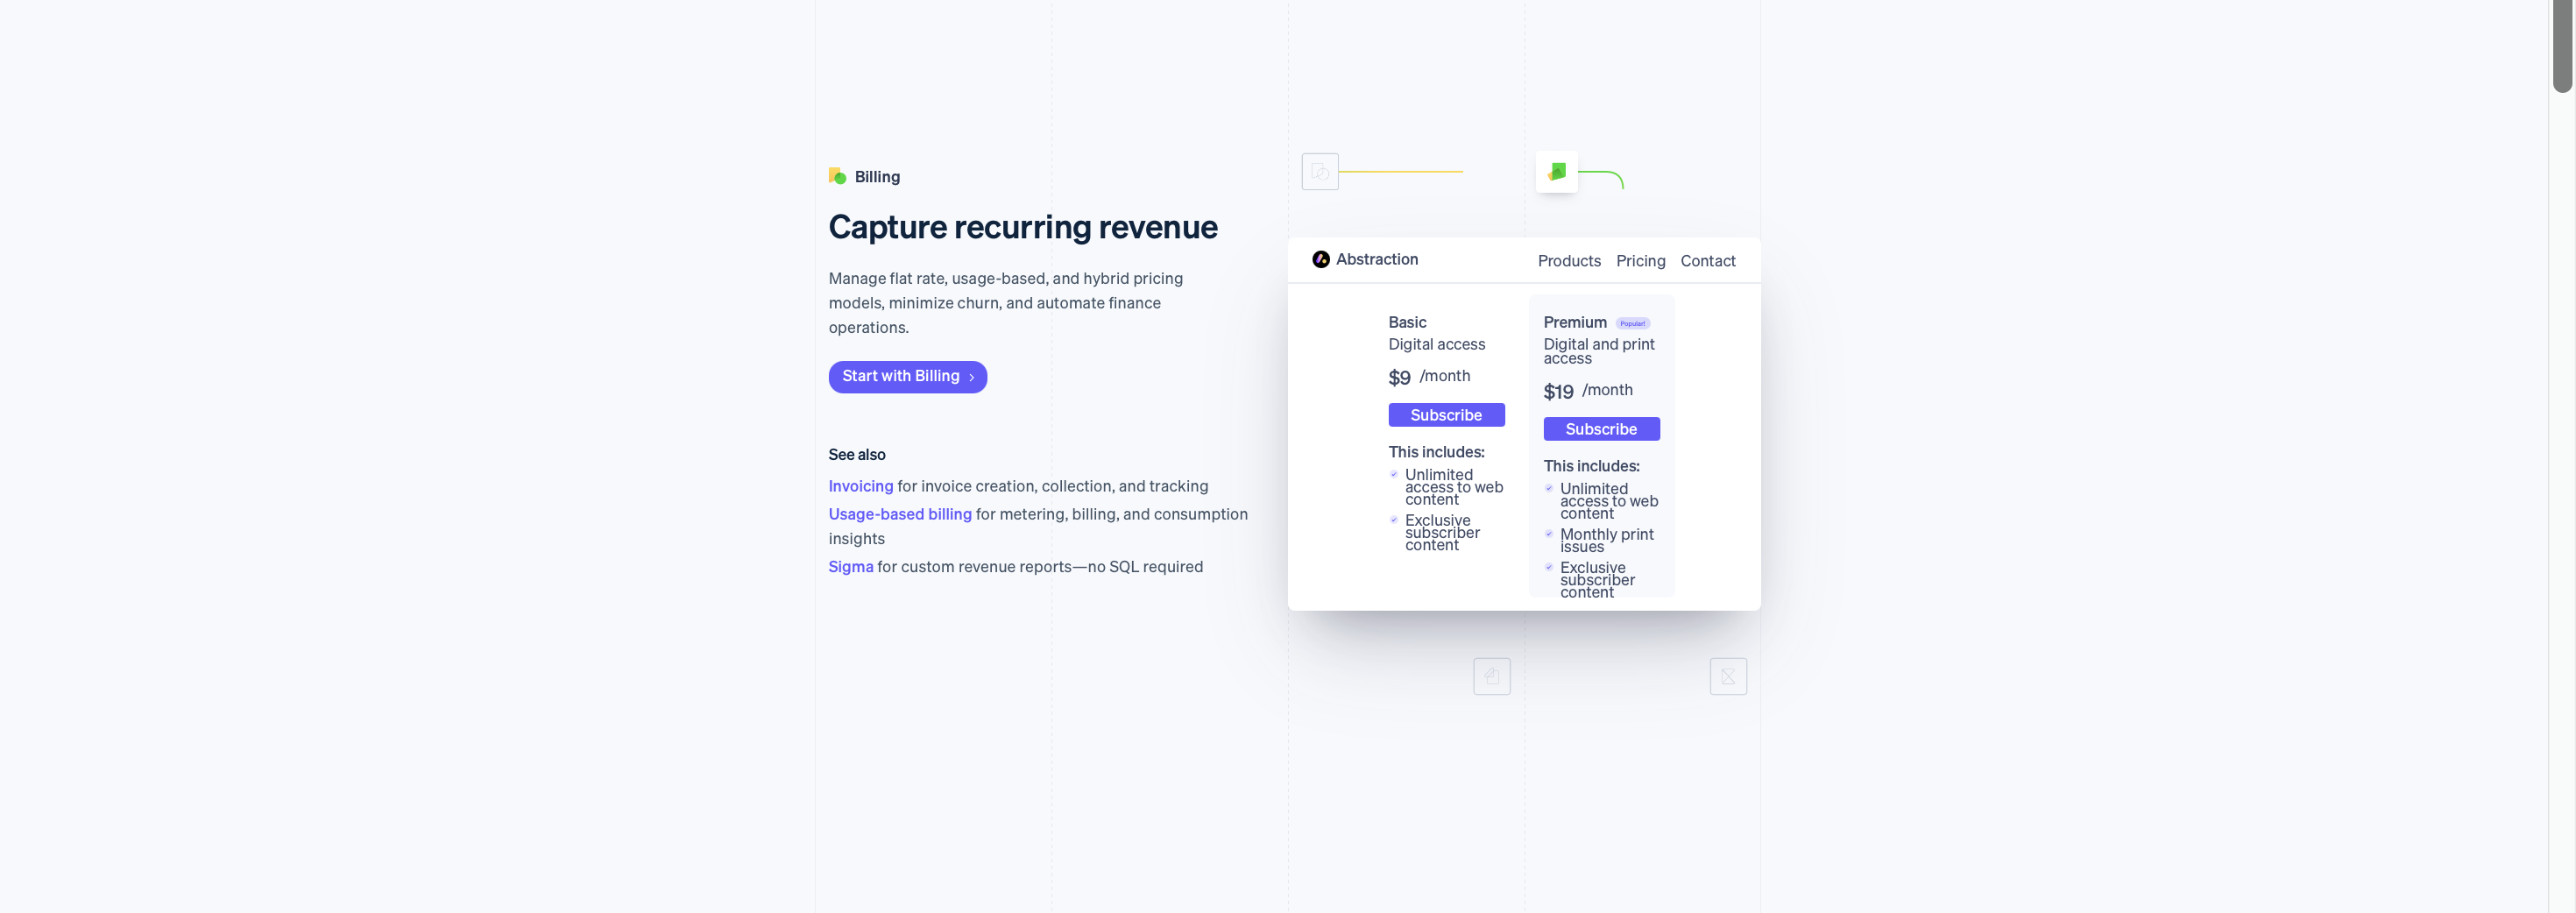 Billing
Capture recurring revenue
Manage flat rate, usage-based, and hybrid pricing
models, minimize churn, and automate finance
operations.
Start with Billing
See also
Invoicing for invoice creation, collection, and tracking
Usage-based billing for metering, billing, and consumption
insights
Sigma for custom revenue reports—no SQL required
Abstraction
Products Pricing Contact
Basic
Digital access
$9 /month
Subscribe
This includes:
Unlimited
access to web
content
Exclusive
subscriber
content
Premium Popular!
Digital and print
access
$19 /month
Subscribe
This includes:
Unlimited
access to web
content
Monthly print
issues
Exclusive
subscriber
content